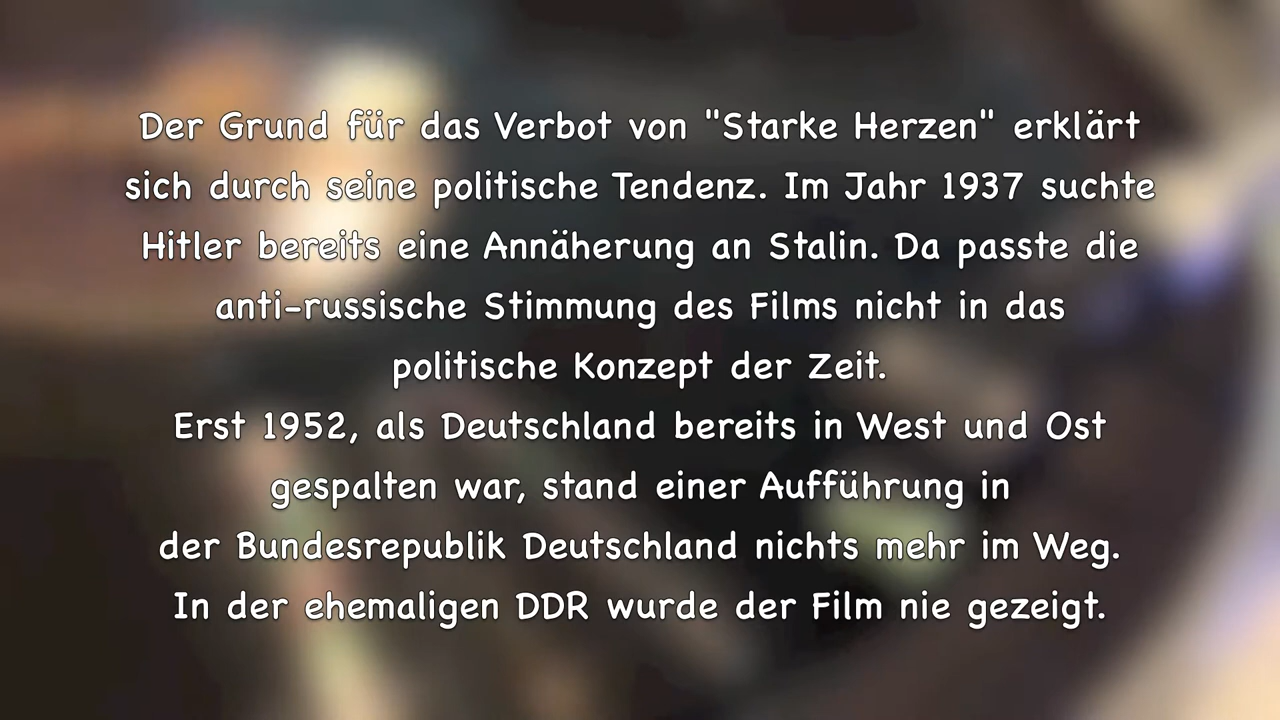 Der Grund für das Verbot von "Starke Herzen" erklärt
sich durch seine politische Tendenz. Im Jahr 1937 suchte
Hitler bereits eine Annäherung an Stalin. Da passte die
anti-russische Stimmung des Films nicht in das
politische Konzept der Zeit.
Erst 1952, als Deutschland bereits in West und Ost
gespalten war, stand einer Aufführung in
der Bundesrepublik Deutschland nichts mehr im Weg.
In der ehemaligen DDR wurde der Film nie gezeigt.